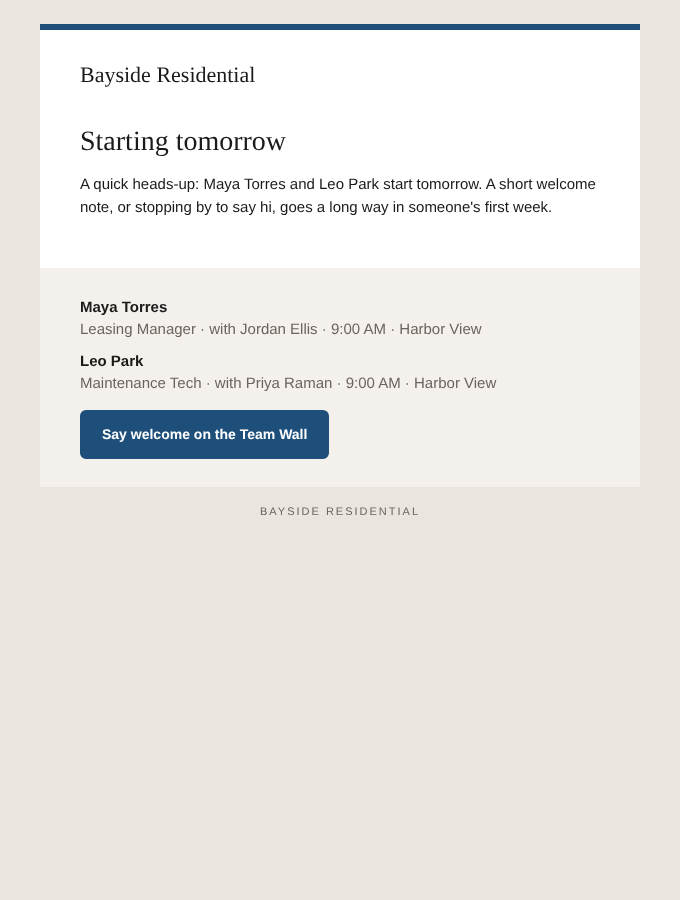 Bayside Residential
Starting tomorrow
A quick heads-up: Maya Torres and Leo Park start tomorrow. A short welcome
note, or stopping by to say hi, goes a long way in someone's first week.
Maya Torres
Leasing Manager · with Jordan Ellis · 9:00 AM · Harbor View
Leo Park
Maintenance Tech · with Priya Raman · 9:00 AM · Harbor View
Say welcome on the Team Wall
BAYSIDE RESIDENTIAL